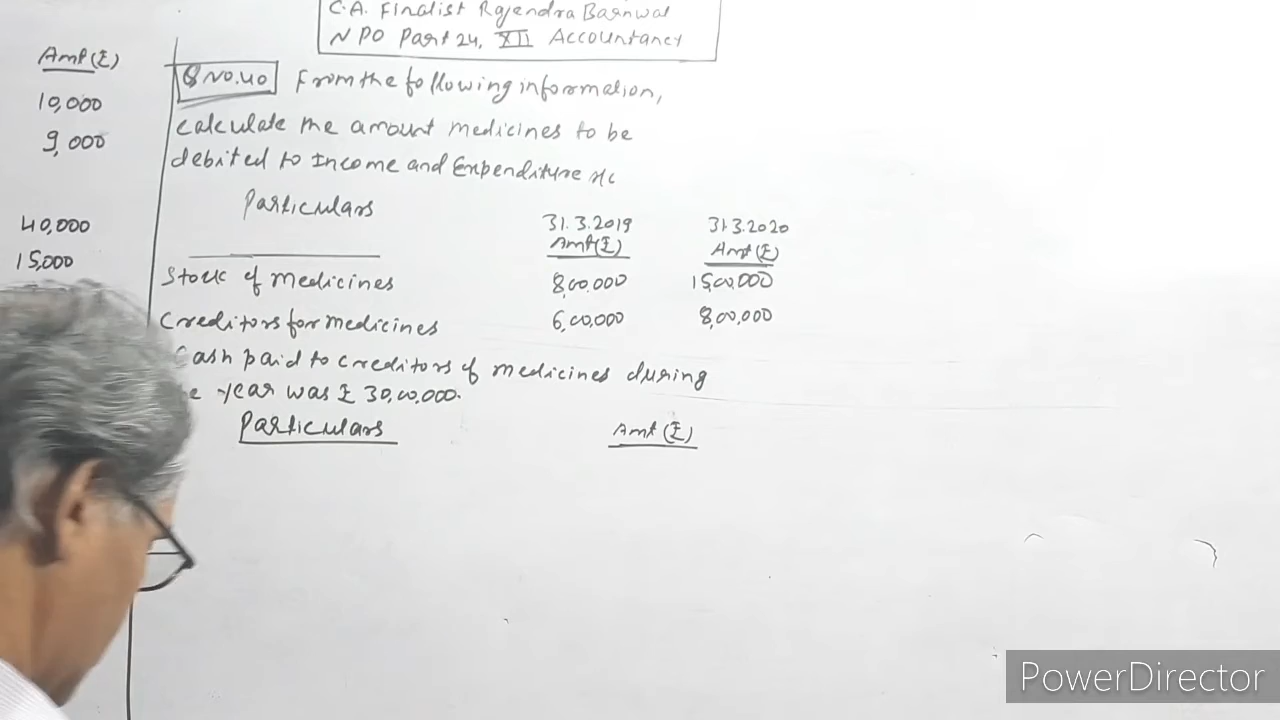 C.A. Finalist Rajendra Barnwal
NPO Part 24, XII Accountancy
Amt(₹)
10,000
9,000
40,000
15,000
Q No.40 From the following information,
calculate the amount medicines to be
debited to Income and Expenditure A/c
Particulars 31.3.2019 31.3.2020
Amt(₹) Amt(₹)
Stock of medicines 8,00,000 15,00,000
Creditors for medicines 6,00,000 8,00,000
Cash paid to creditors of medicines during
year was ₹ 30,00,000.
Particulars Amt(₹)
PowerDirector